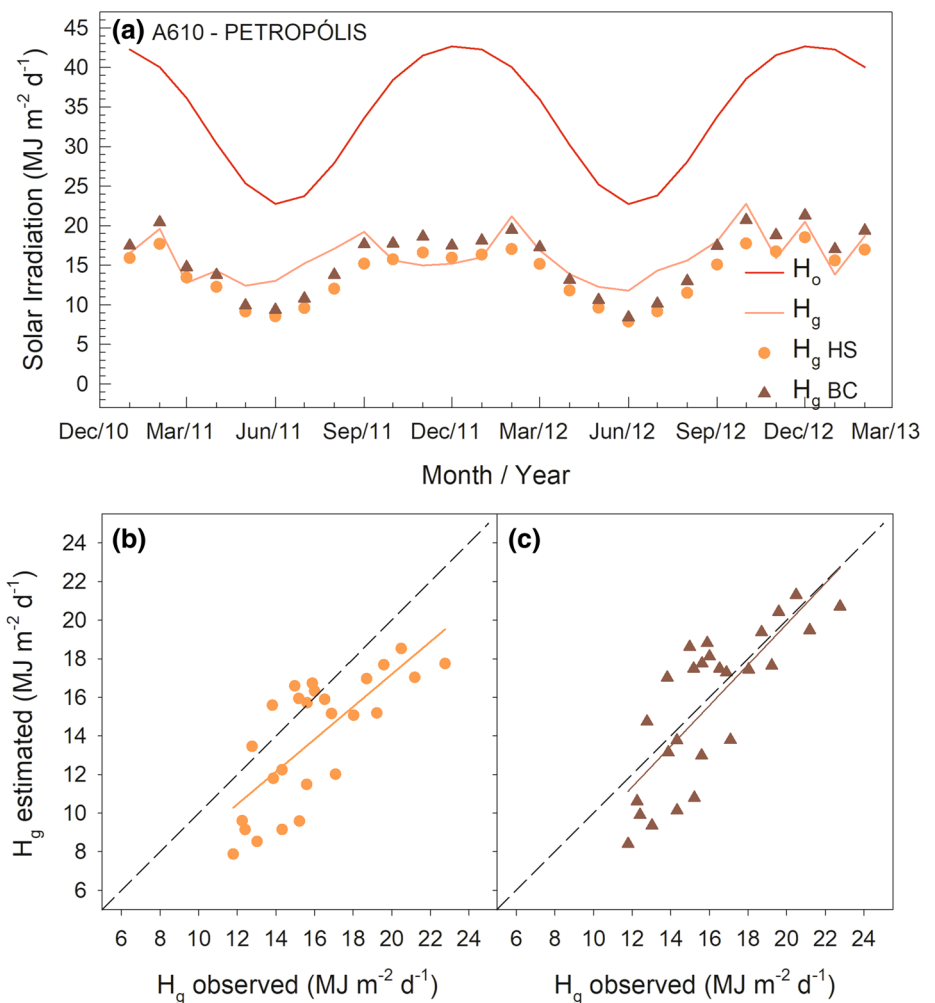 (a) A610 - PETROPÓLIS
Solar Irradiation (MJ m-2 d-1)
45
40
35
30
25
20
15
10
5
0
Ho
Hg
Hg HS
Hg BC
Dec/10 Mar/11 Jun/11 Sep/11 Dec/11 Mar/12 Jun/12 Sep/12 Dec/12 Mar/13
Month / Year
(b)
(c)
Hg estimated (MJ m-2 d-1)
24
22
20
18
16
14
12
10
8
6
6 8 10 12 14 16 18 20 22 24
6 8 10 12 14 16 18 20 22 24
Hg observed (MJ m-2 d-1)
Hg observed (MJ m-2 d-1)